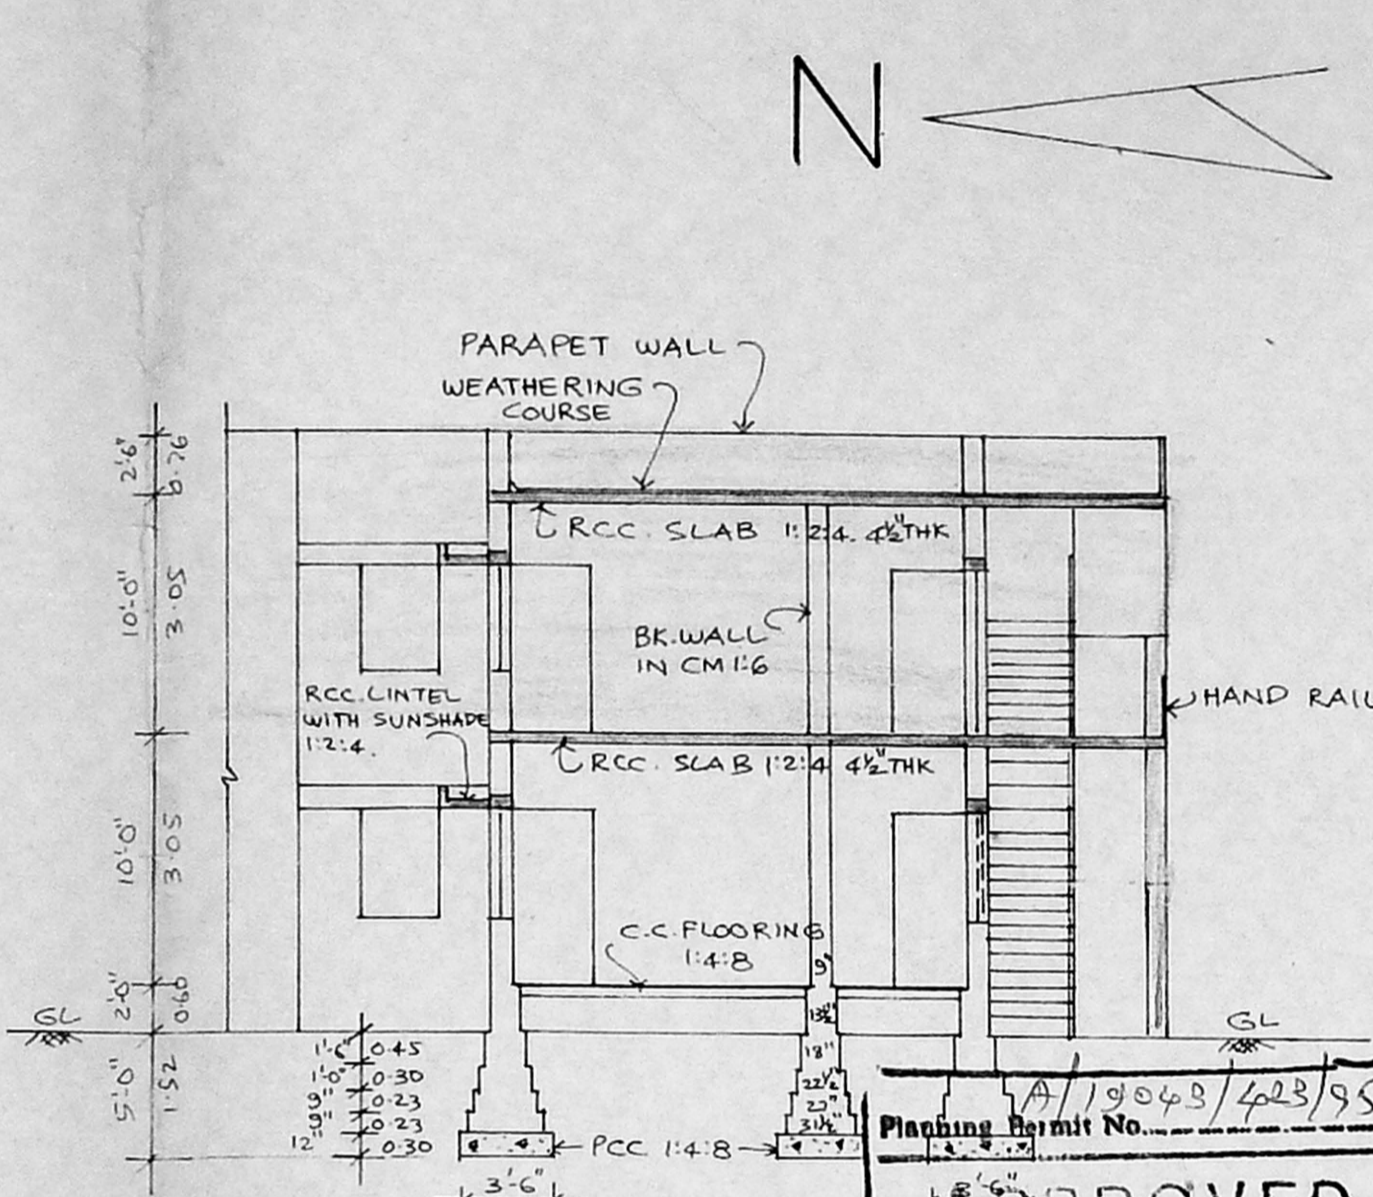 N
PARAPET WALL
WEATHERING
COURSE
2'-6"
0.76
RCC. SLAB 1:2:4. 4½" THK
10'-0"
3.05
BK.WALL
IN CM 1:6
RCC. LINTEL
WITH SUNSHADE
1:2:4.
HAND RAIL
RCC. SLAB 1:2:4 4½" THK
10'-0"
3.05
C.C. FLOORING
1:4:8
9"
2'-0"
0.60
13½"
GL
GL
5'-0"
1.52
1'-6" 0.45
1'-0" 0.30
9" 0.23
9" 0.23
12" 0.30
18"
22½"
27"
31½"
PCC 1:4:8
3'-6"
3'-6"
A/19043/423/95
Planning Permit No.